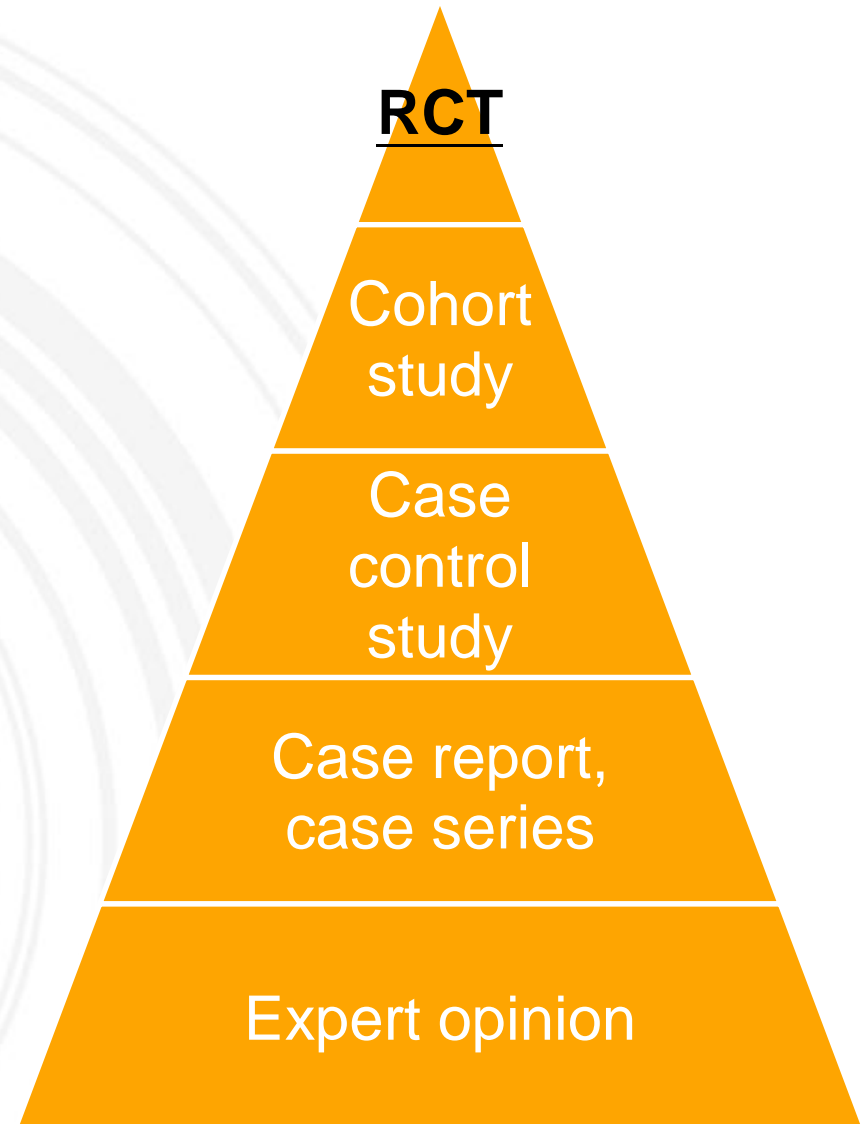 RCT
Cohort
study
Case
control
study
Case report,
case series
Expert opinion